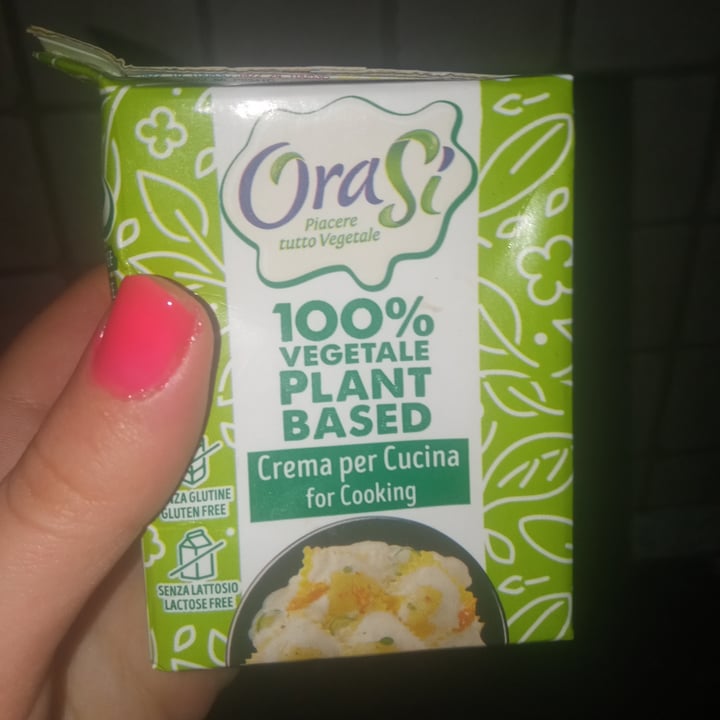 OraSì
Piacere
tutto Vegetale
100%
VEGETALE
PLANT
BASED
Crema per Cucina
for Cooking
ZA GLUTINE
GLUTEN FREE
SENZA LATTOSIO
LACTOSE FREE